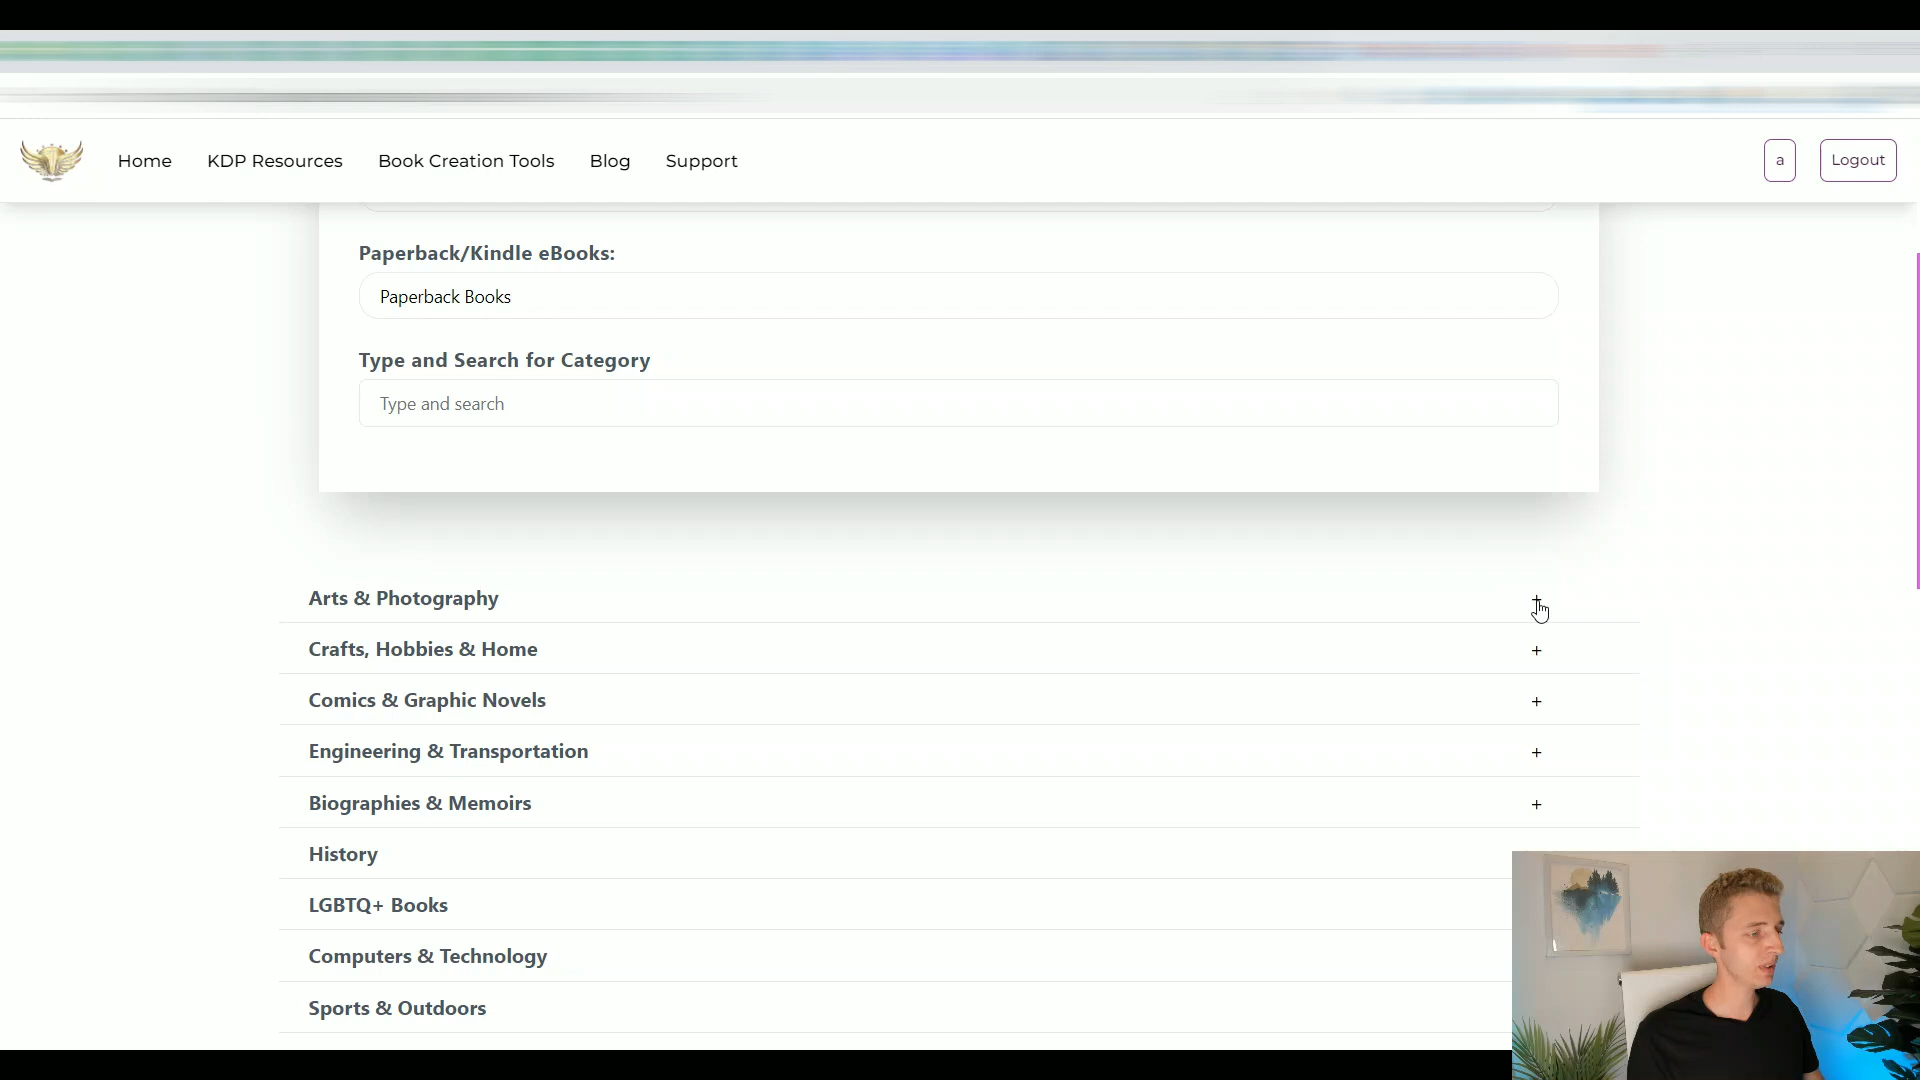 Home KDP Resources Book Creation Tools Blog Support a Logout
Paperback/Kindle eBooks:
Paperback Books
Type and Search for Category
Type and search
Arts & Photography +
Crafts, Hobbies & Home +
Comics & Graphic Novels +
Engineering & Transportation +
Biographies & Memoirs +
History
LGBTQ+ Books
Computers & Technology
Sports & Outdoors